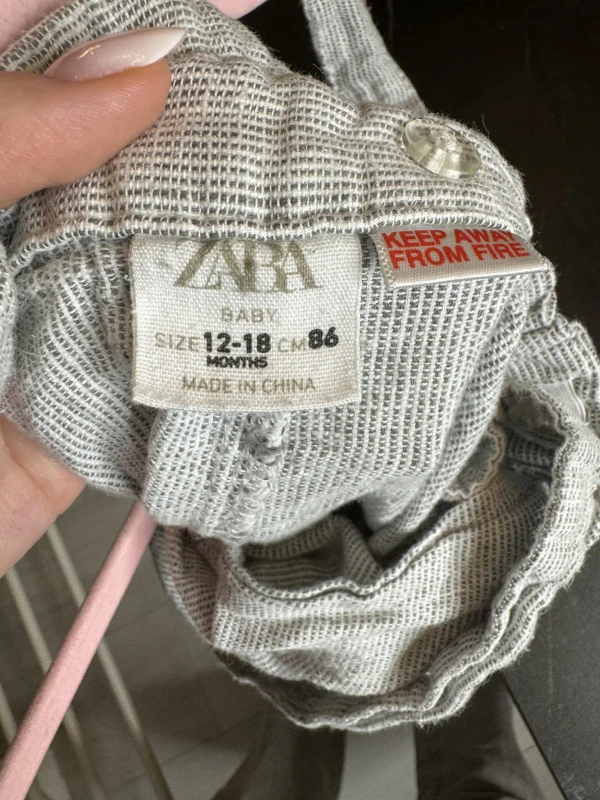 ZARA
BABY
SIZE 12-18 CM 86
MONTHS
MADE IN CHINA
KEEP AWAY
FROM FIRE